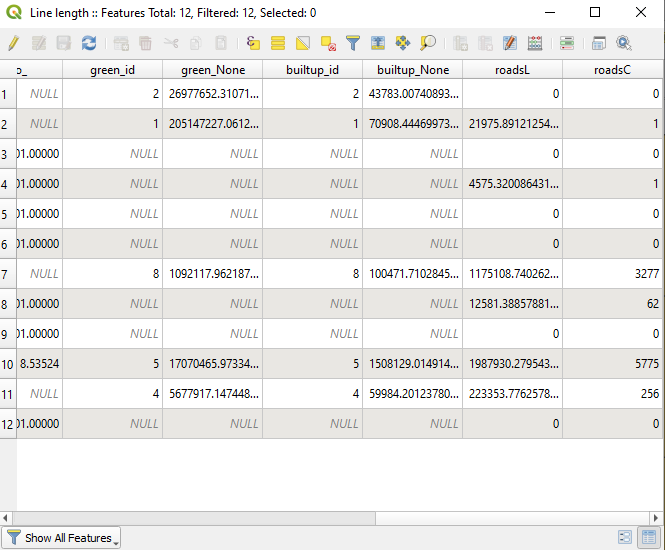 Line length :: Features Total: 12, Filtered: 12, Selected: 0
o_ green_id green_None builtup_id builtup_None roadsL roadsC
1 NULL 2 26977652.31071... 2 43783.00740893... 0 0
2 NULL 1 205147227.0612... 1 70908.44469973... 21975.89121254... 1
3 01.00000 NULL NULL NULL NULL 0 0
4 01.00000 NULL NULL NULL NULL 4575.320086431... 1
5 01.00000 NULL NULL NULL NULL 0 0
6 01.00000 NULL NULL NULL NULL 0 0
7 NULL 8 1092117.962187... 8 100471.7102845... 1175108.740262... 3277
8 01.00000 NULL NULL NULL NULL 12581.38857881... 62
9 01.00000 NULL NULL NULL NULL 0 0
10 8.53524 5 17070465.97334... 5 1508129.014914... 1987930.279543... 5775
11 NULL 4 5677917.147448... 4 59984.20123780... 223353.7762578... 256
12 01.00000 NULL NULL NULL NULL 0 0
Show All Features